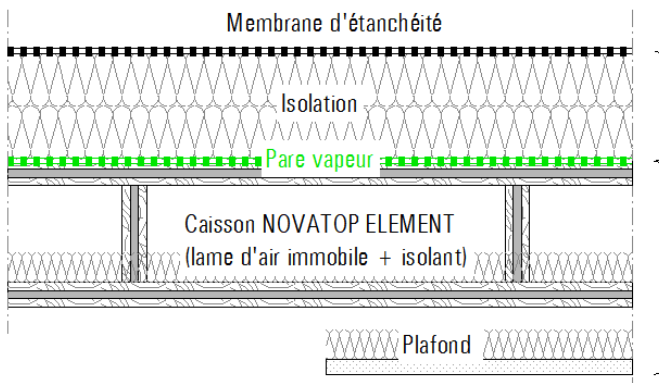 Membrane d'étanchéité
Isolation
Pare vapeur
Caisson NOVATOP ELEMENT
(lame d'air immobile + isolant)
Plafond